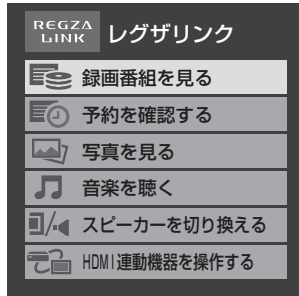 REGZA
LINK
レグザリンク
録画番組を見る
予約を確認する
写真を見る
音楽を聴く
スピーカーを切り換える
HDMI連動機器を操作する